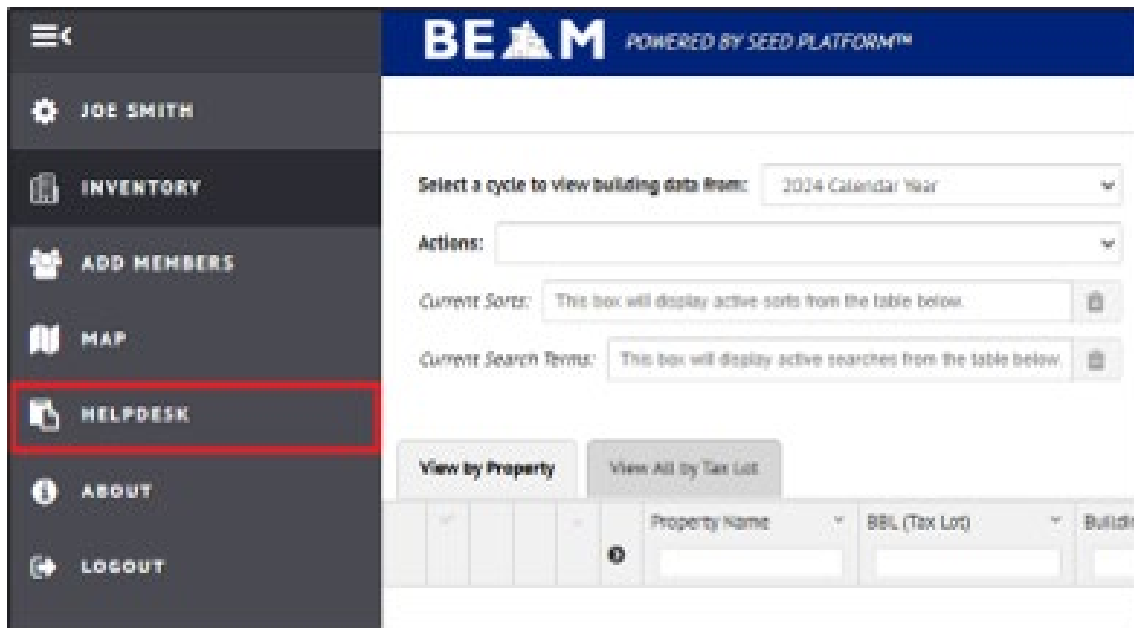 BEAM POWERED BY SEED PLATFORM™
JOE SMITH
INVENTORY
ADD MEMBERS
MAP
HELPDESK
ABOUT
LOGOUT
Select a cycle to view building data from: 2024 Calendar Year
Actions:
Current Sorts: This box will display active sorts from the table below.
Current Search Terms: This box will display active searches from the table below.
View by Property View All by Tax Lot
Property Name BBL (Tax Lot)